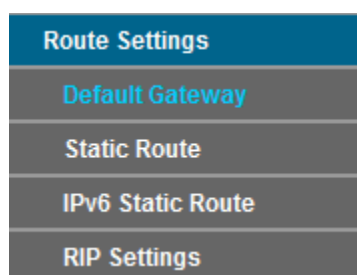 Route Settings
Default Gateway
Static Route
IPv6 Static Route
RIP Settings